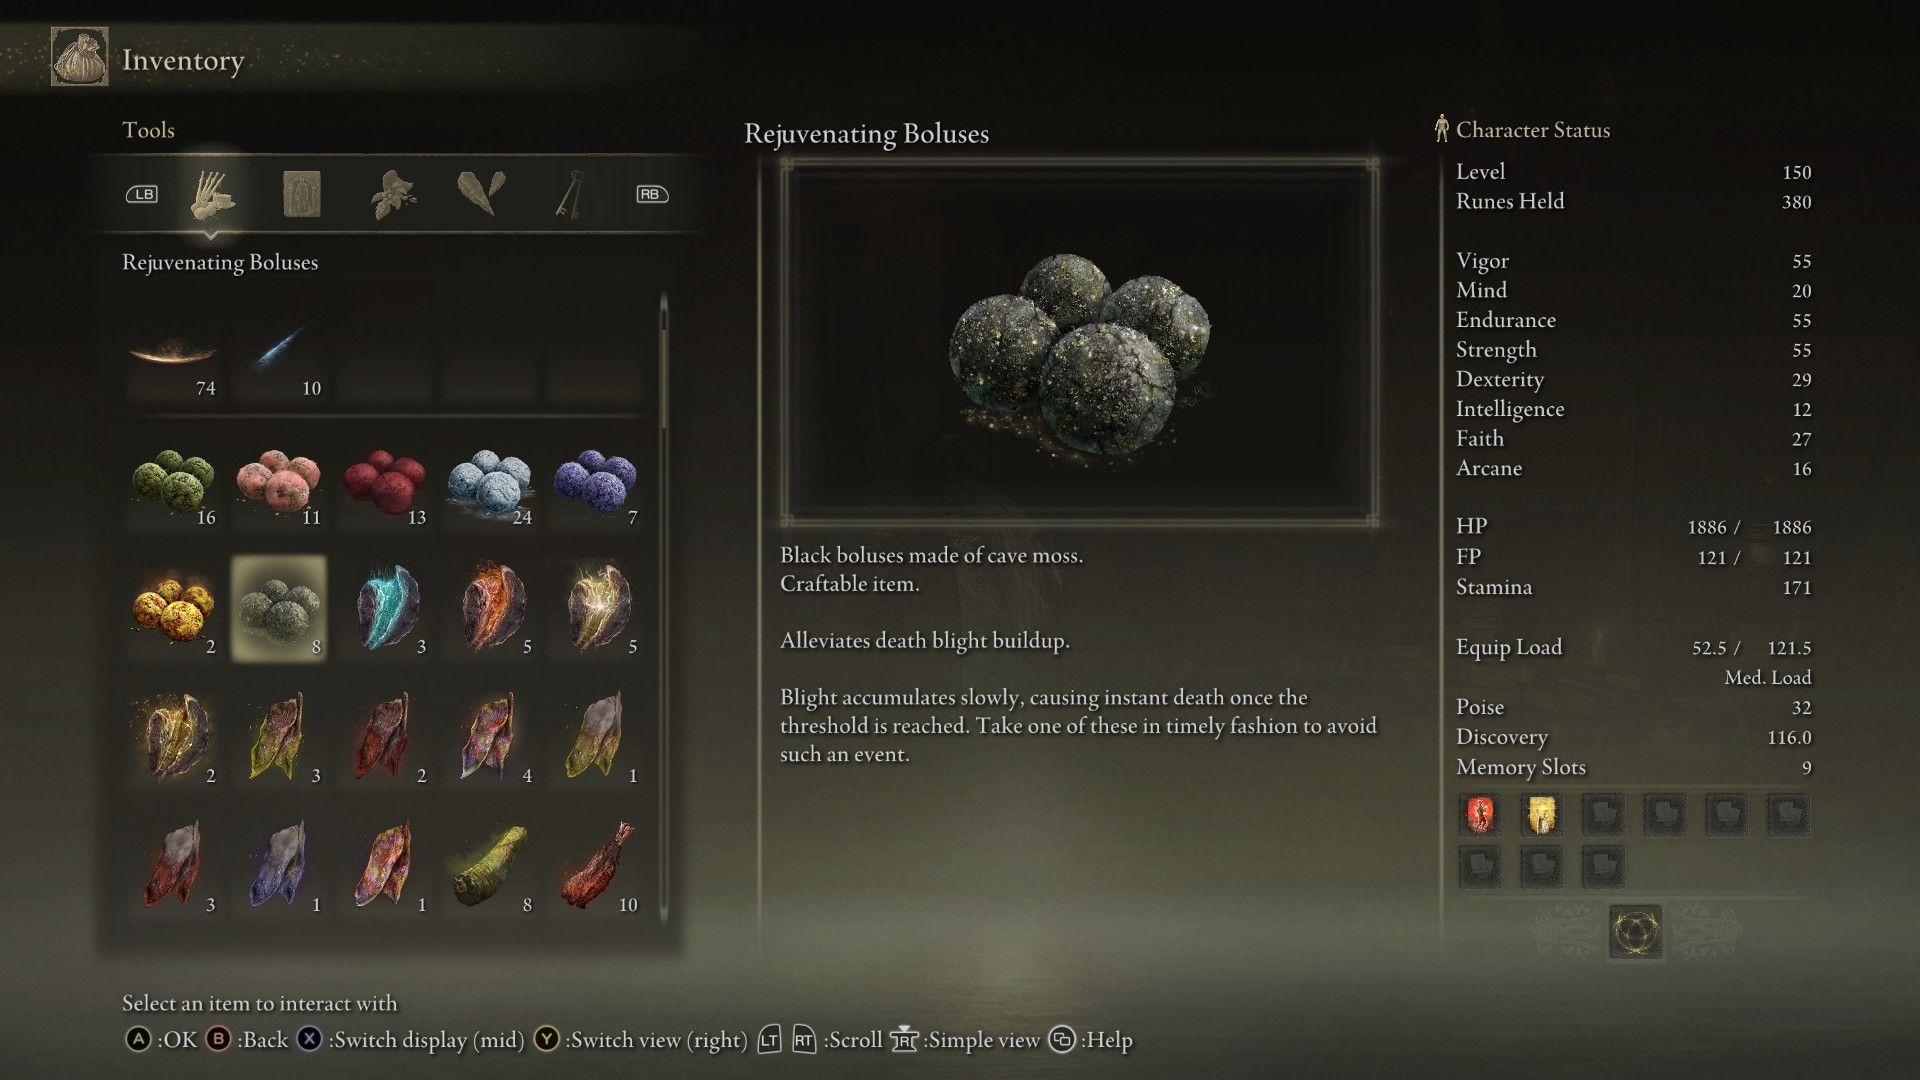 Inventory
Tools
LB
RB
Rejuvenating Boluses
74
10
16
11
13
24
7
2
8
3
5
5
2
3
2
4
1
3
1
1
8
10
Rejuvenating Boluses
Black boluses made of cave moss.
Craftable item.
Alleviates death blight buildup.
Blight accumulates slowly, causing instant death once the
threshold is reached. Take one of these in timely fashion to avoid
such an event.
Character Status
Level 150
Runes Held 380
Vigor 55
Mind 20
Endurance 55
Strength 55
Dexterity 29
Intelligence 12
Faith 27
Arcane 16
HP 1886 / 1886
FP 121 / 121
Stamina 171
Equip Load 52.5 / 121.5
Med. Load
Poise 32
Discovery 116.0
Memory Slots 9
Select an item to interact with
A :OK B :Back X :Switch display (mid) Y :Switch view (right) LT RT :Scroll R :Simple view :Help